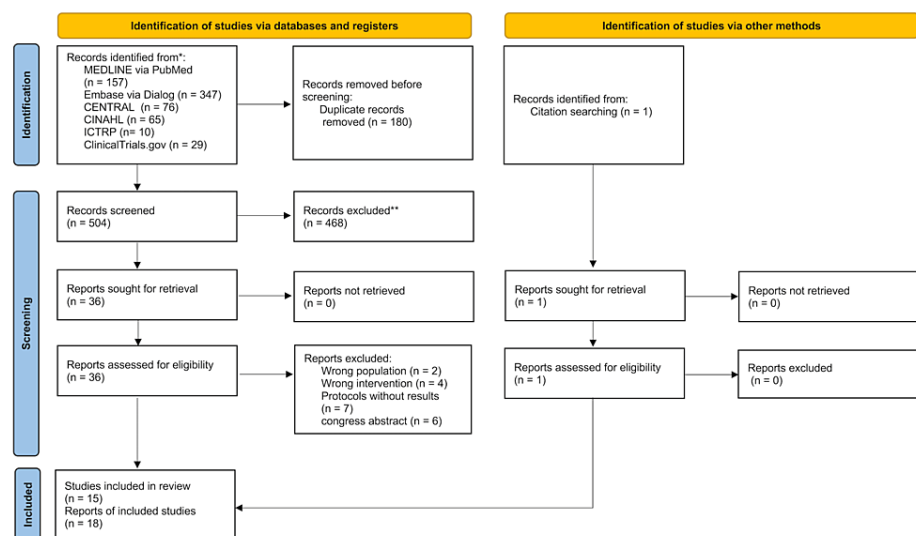 Identification of studies via databases and registers
Identification of studies via other methods
Identification
Records identified from*:
MEDLINE via PubMed
(n = 157)
Embase via Dialog (n = 347)
CENTRAL (n = 76)
CINAHL (n = 65)
ICTRP (n= 10)
ClinicalTrials.gov (n = 29)
Records removed before
screening:
Duplicate records
removed (n = 180)
Records identified from:
Citation searching (n = 1)
Screening
Records screened
(n = 504)
Records excluded**
(n = 468)
Reports sought for retrieval
(n = 36)
Reports not retrieved
(n = 0)
Reports sought for retrieval
(n = 1)
Reports not retrieved
(n = 0)
Reports assessed for eligibility
(n = 36)
Reports excluded:
Wrong population (n = 2)
Wrong intervention (n = 4)
Protocols without results
(n = 7)
congress abstract (n = 6)
Reports assessed for eligibility
(n = 1)
Reports excluded
(n = 0)
Included
Studies included in review
(n = 15)
Reports of included studies
(n = 18)